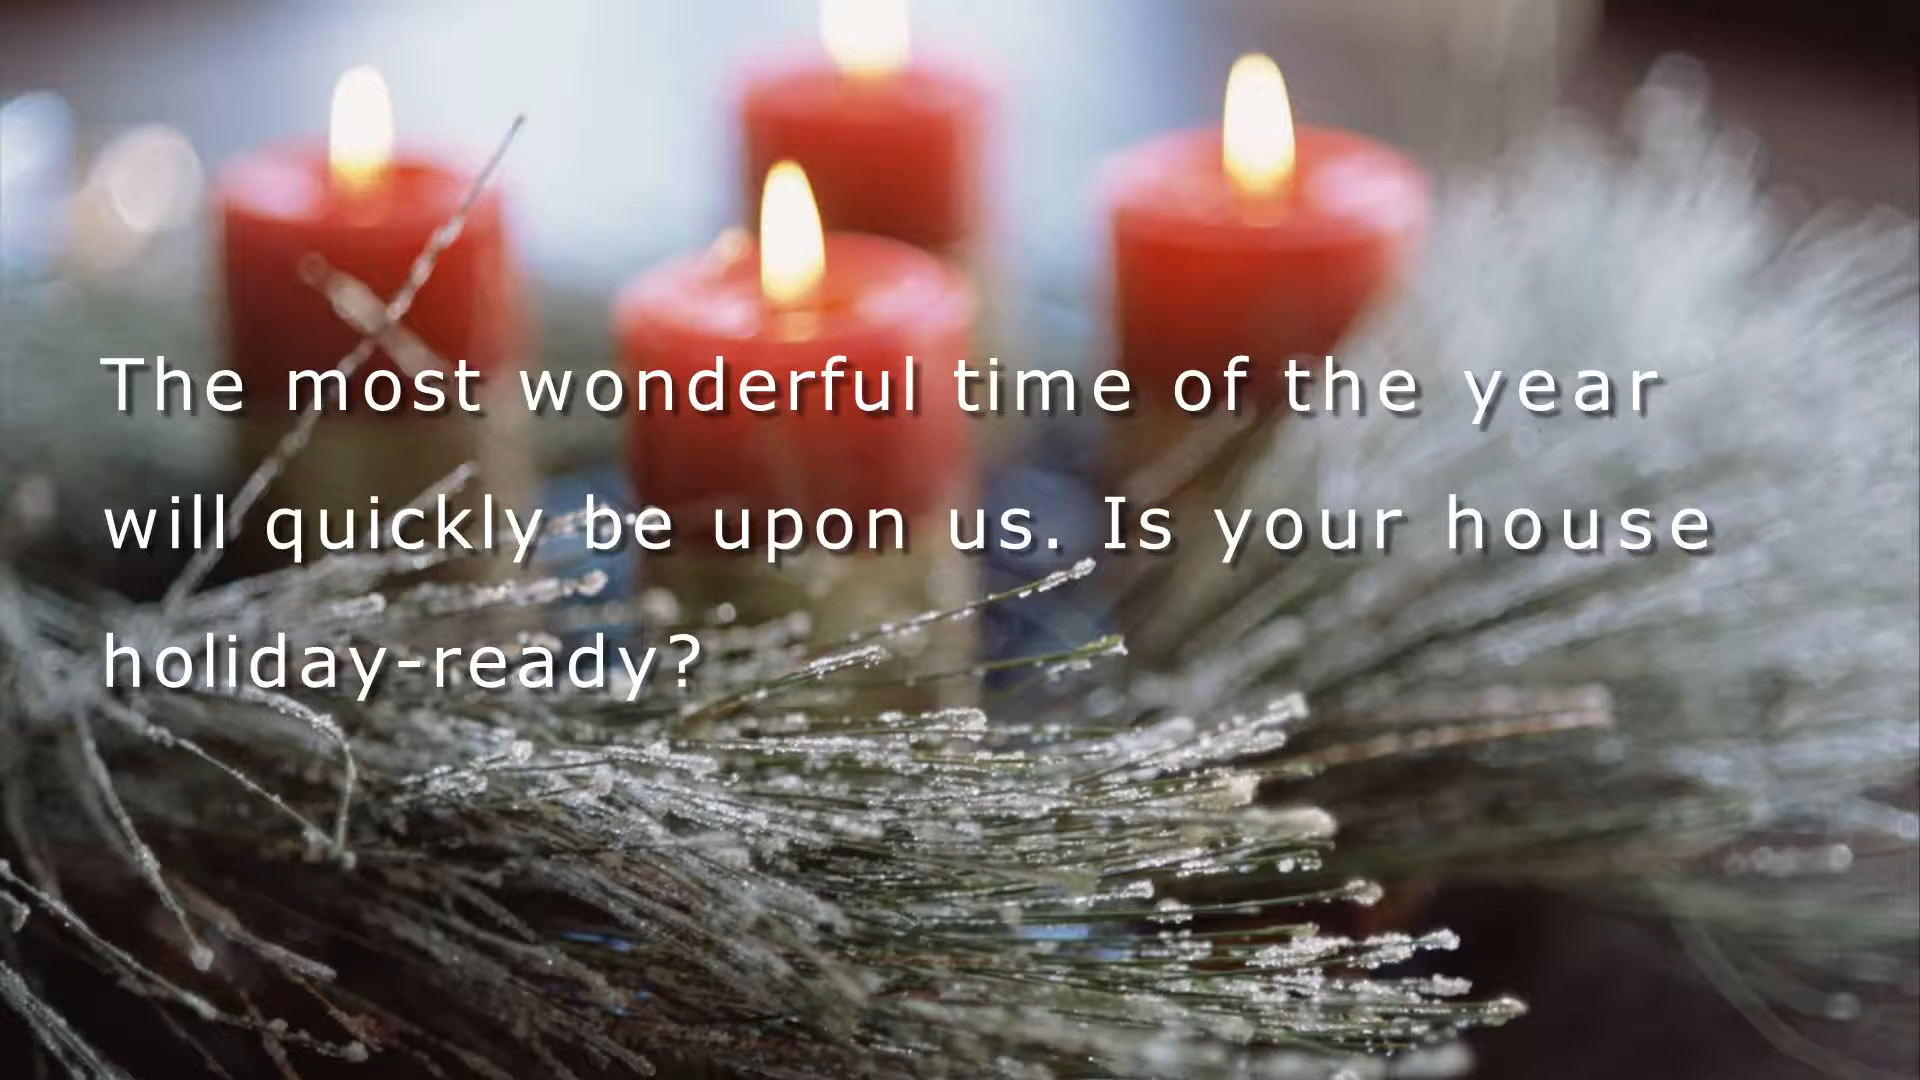 The most wonderful time of the year
will quickly be upon us. Is your house
holiday-ready?